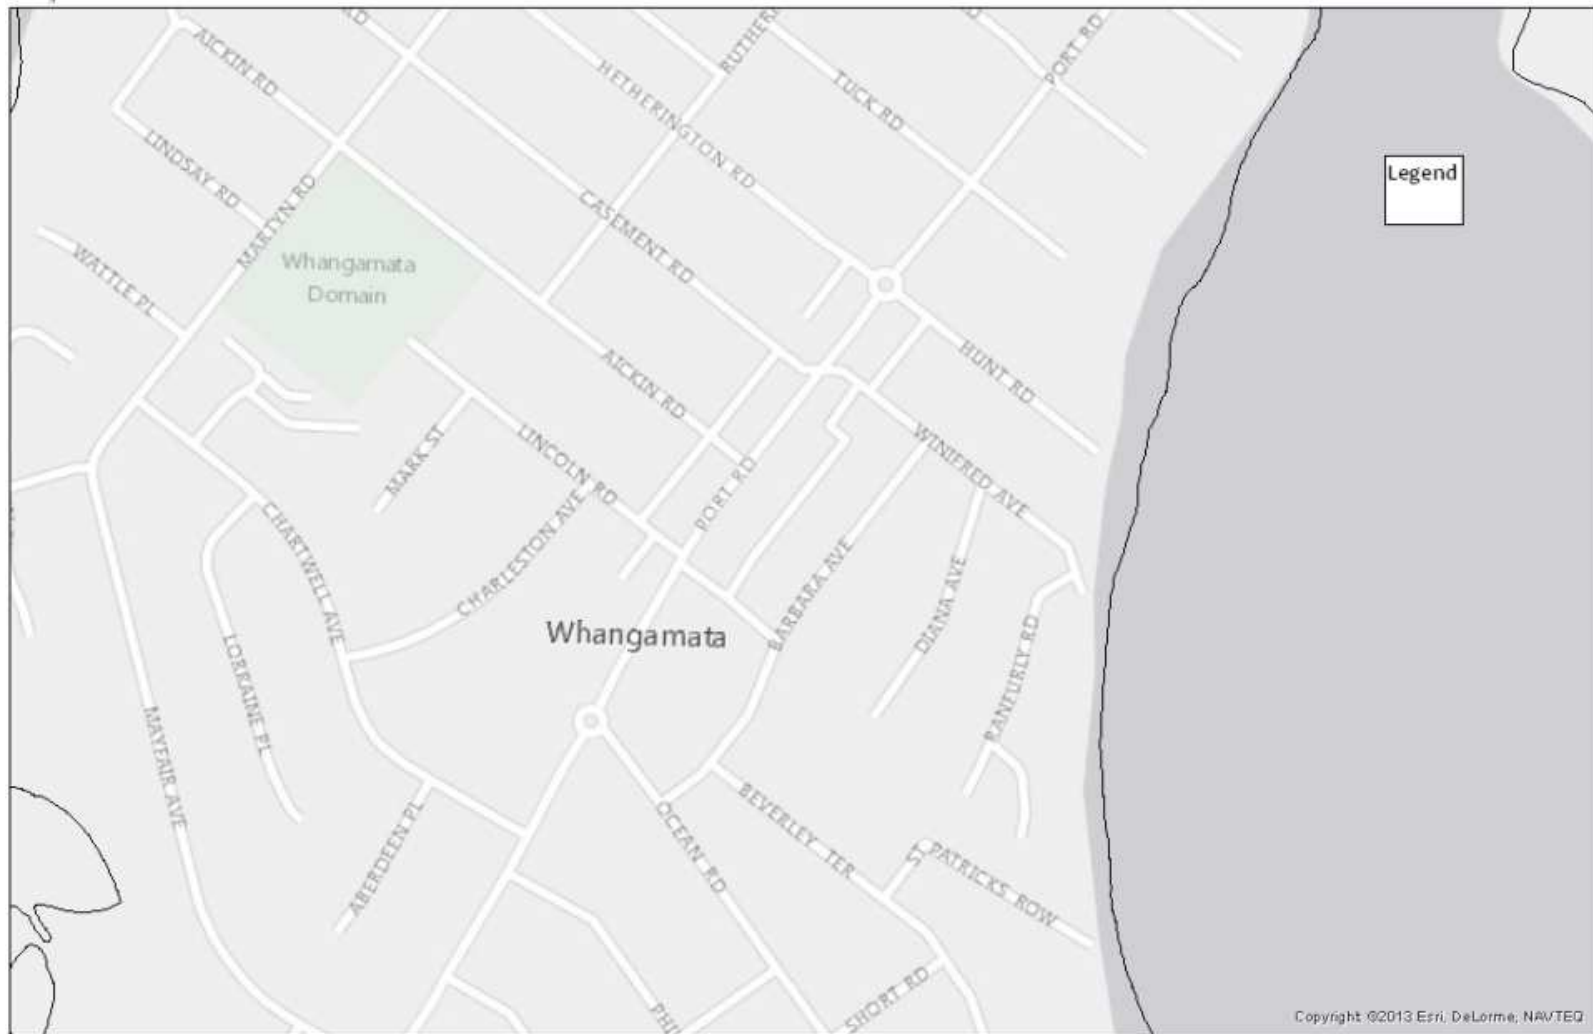 RD
PORT RD
AICKIN RD
HETHERINGTON RD
TUCK RD
LINDSAY RD
Legend
MARTYN RD
CASEMENT RD
WATTLE PL
Whangamata
Domain
AICKIN RD
HUNT RD
MARK ST
LINCOLN RD
PORT RD
WINIFRED AVE
CHARTWELL AVE
CHARLESTON AVE
BARBARA AVE
DIANA AVE
Whangamata
RANFURLY RD
LORRAINE PL
MAYFAIR AVE
ABERDEEN PL
OCEAN RD
BEVERLEY TER
ST PATRICKS ROW
SHORT RD
Copyright ©2013 Esri, DeLorme, NAVTEQ